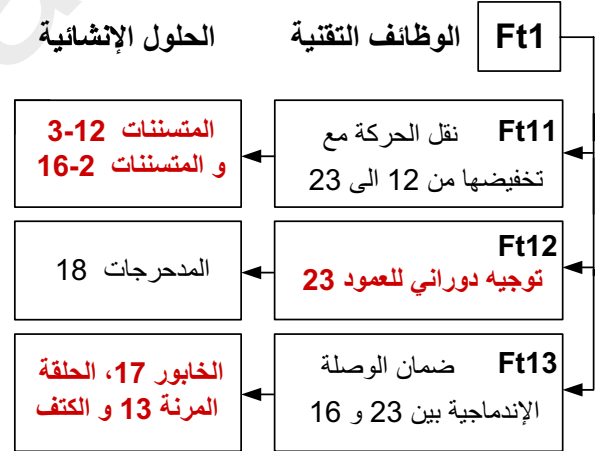 Ft1 الوظائف التقنية الحلول الإنشائية
Ft11 نقل الحركة مع
تخفيضها من 12 الى 23
المتسننات 12-3
و المتسننات 2-16
Ft12
توجيه دوراني للعمود 23
المدحرجات 18
Ft13 ضمان الوصلة
الإندماجية بين 23 و 16
الخابور 17، الحلقة
المرنة 13 و الكتف